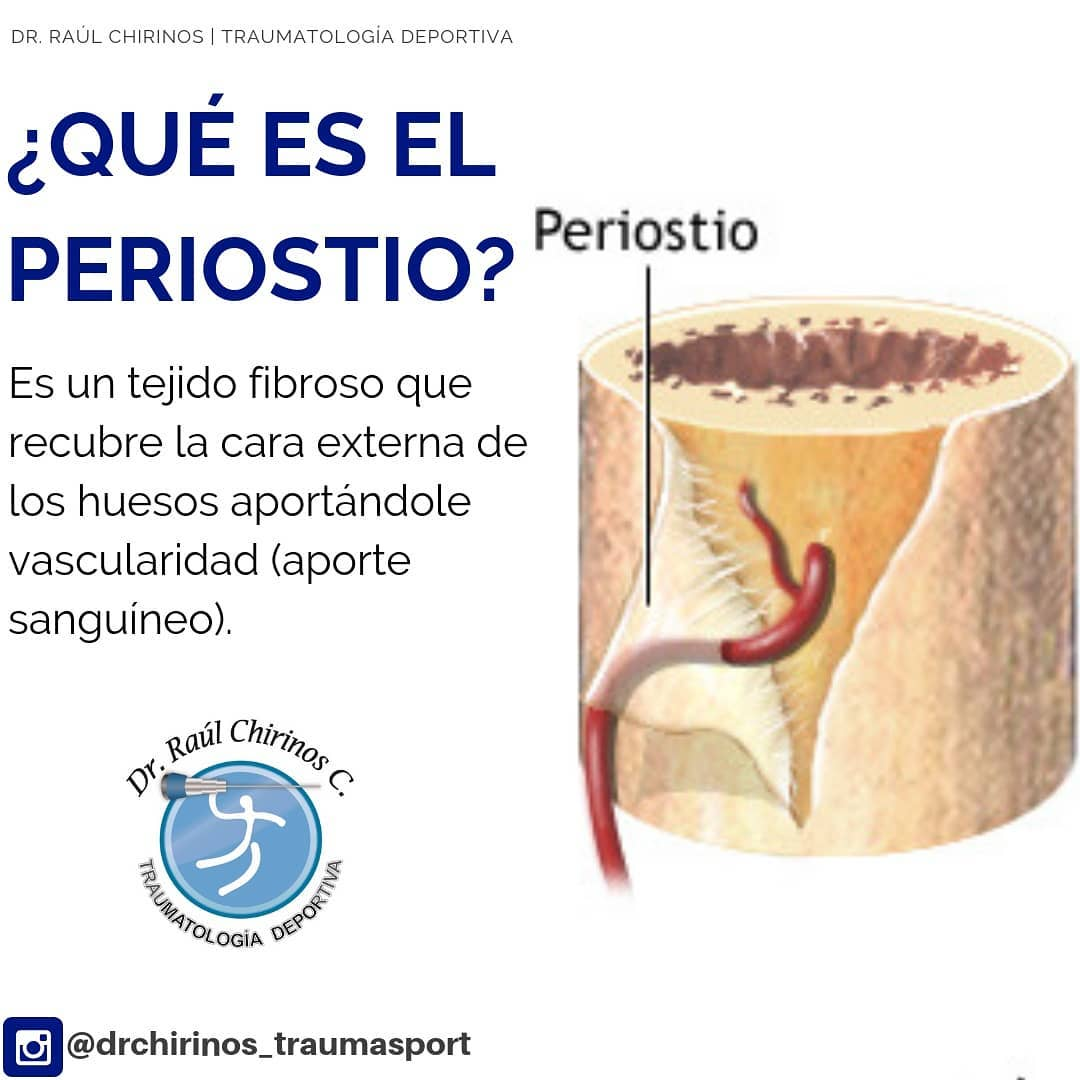 DR. RAÚL CHIRINOS | TRAUMATOLOGÍA DEPORTIVA
¿QUÉ ES EL
PERIOSTIO?
Periostio
Es un tejido fibroso que
recubre la cara externa de
los huesos aportándole
vascularidad (aporte
sanguíneo).
Dr. Raúl Chirinos C.
TRAUMATOLOGÍA DEPORTIVA
@drchirinos_traumasport